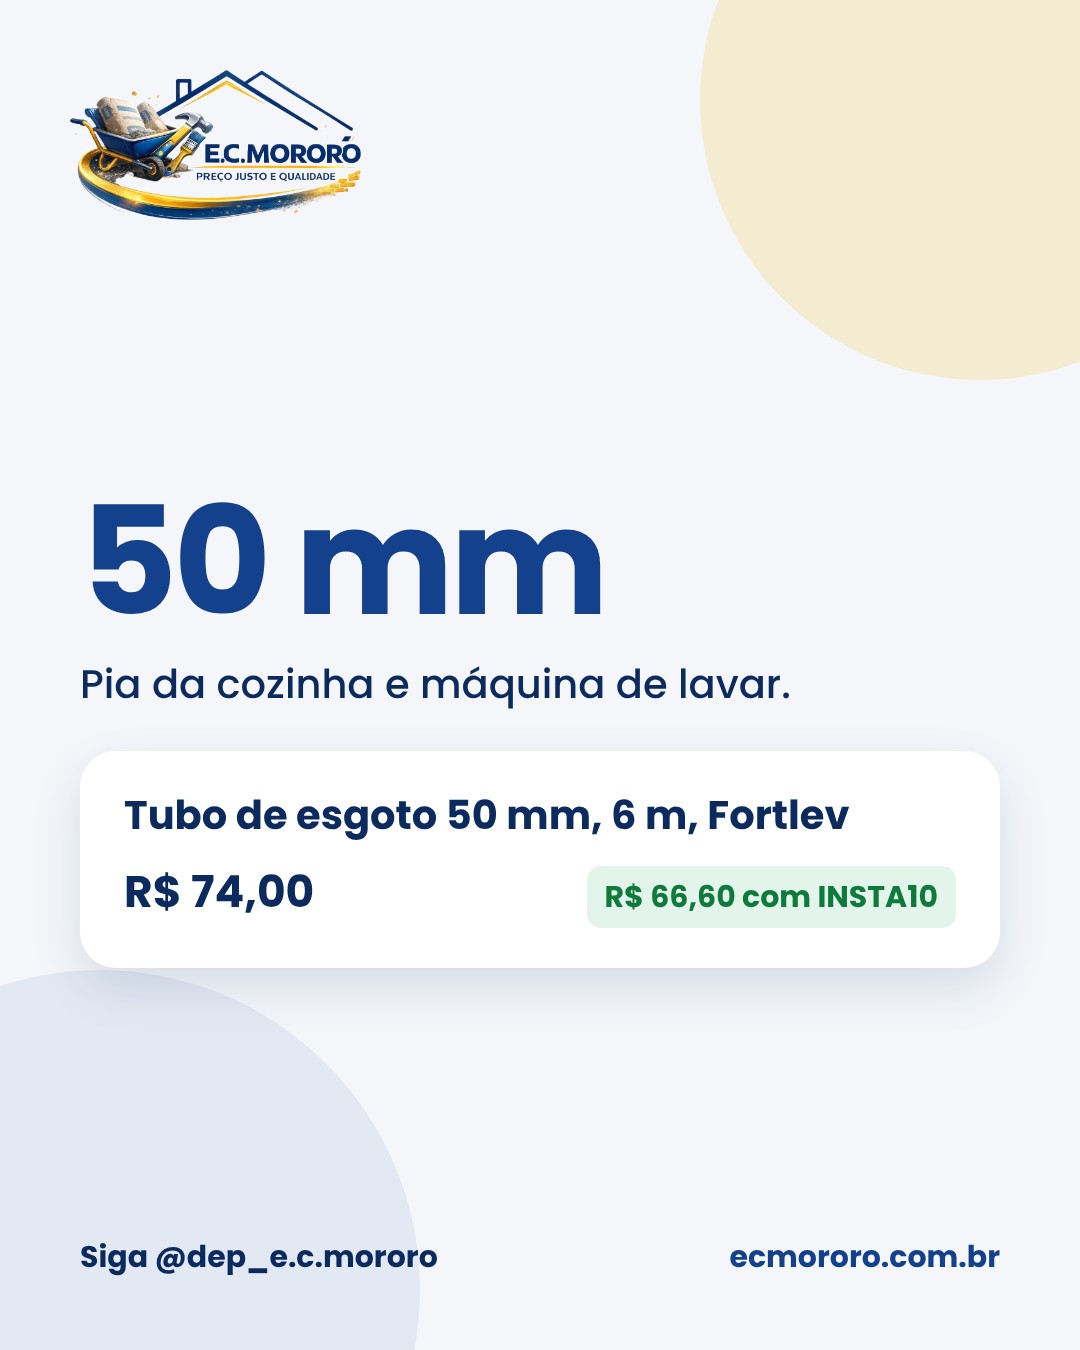 E.C.MORORÓ
PREÇO JUSTO E QUALIDADE
50 mm
Pia da cozinha e máquina de lavar.
Tubo de esgoto 50 mm, 6 m, Fortlev
R$ 74,00
R$ 66,60 com INSTA10
Siga @dep_e.c.mororo
ecmororo.com.br